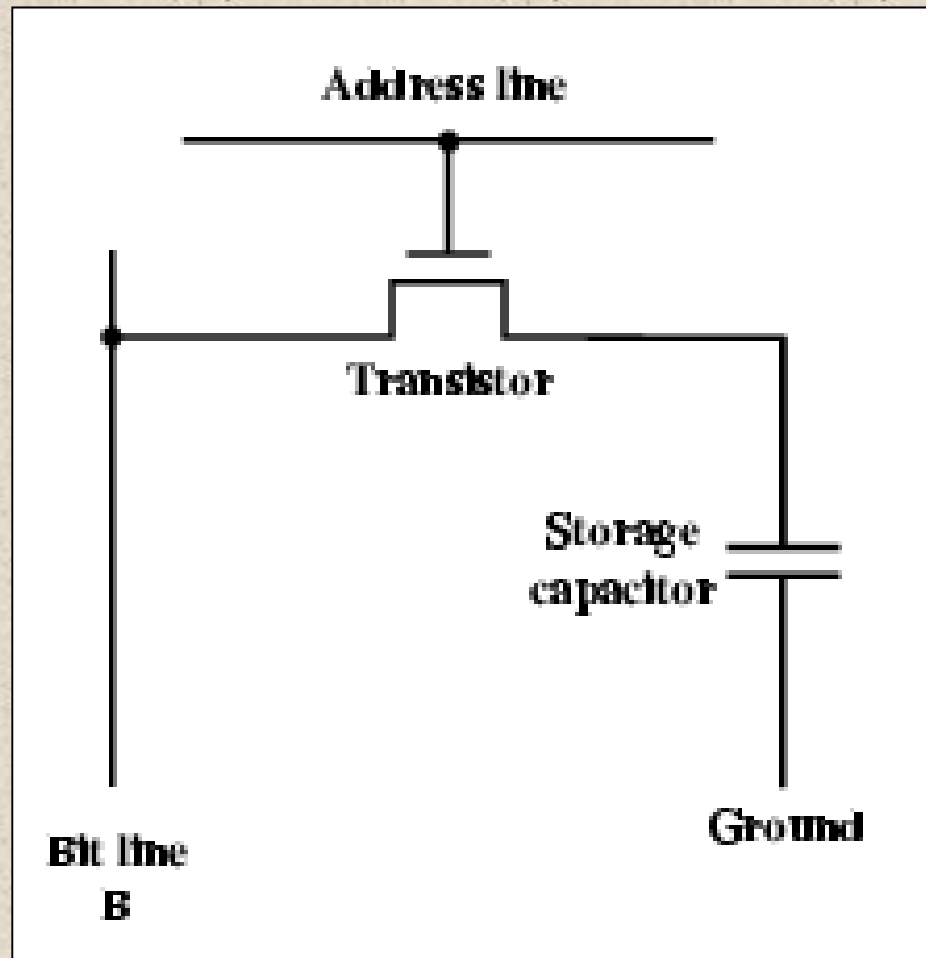 Address line
Transistor
Storage
capacitor
Ground
Bit line
B